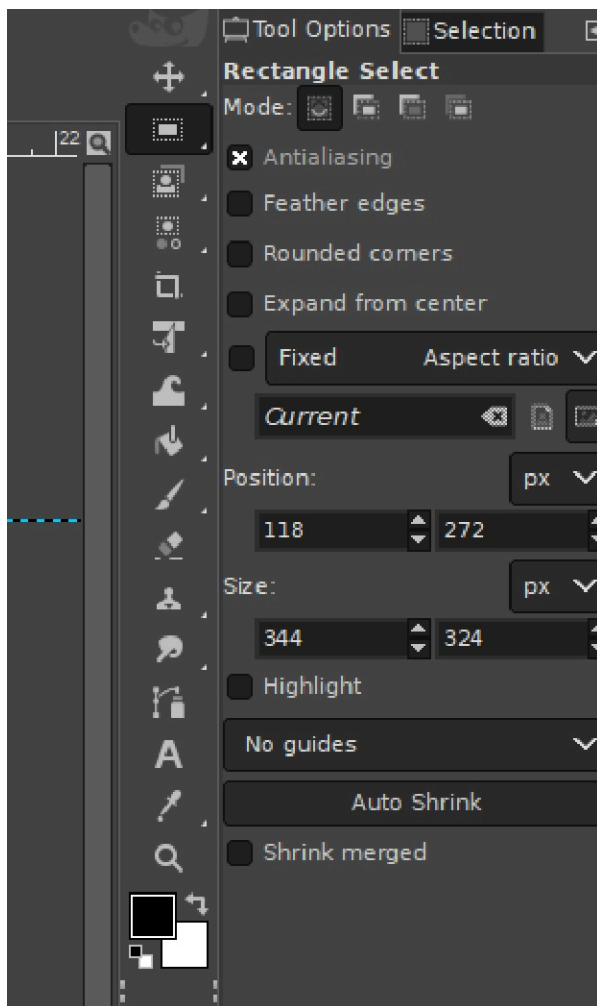 Tool Options Selection
Rectangle Select
Mode:
22
Antialiasing
Feather edges
Rounded corners
Expand from center
Fixed Aspect ratio
Current
Position: px
118 272
Size: px
344 324
Highlight
No guides
Auto Shrink
Shrink merged
A